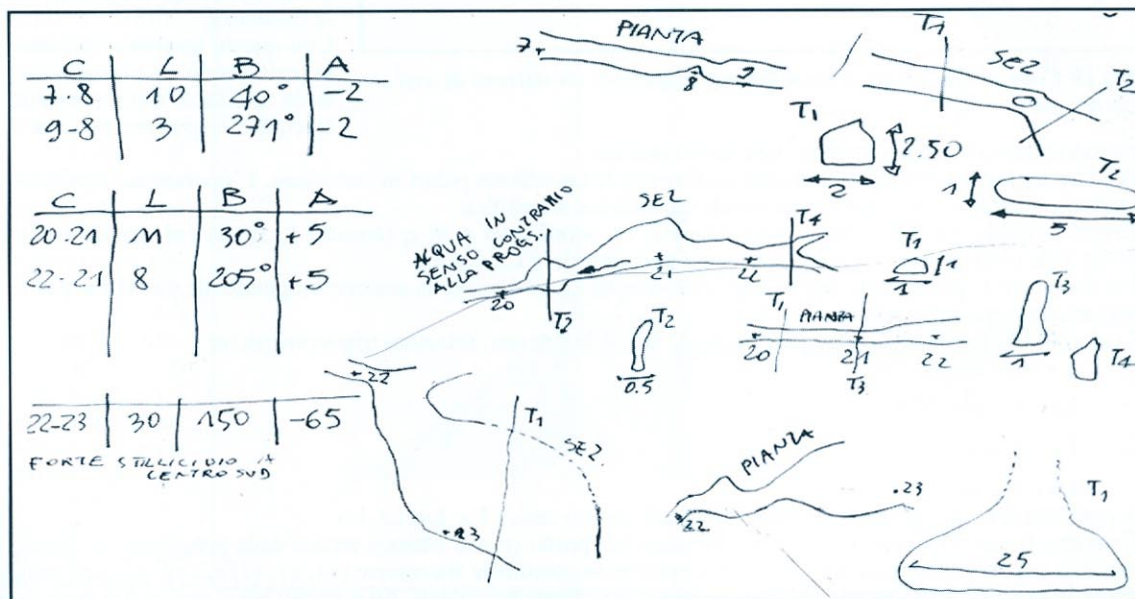 C L B A
7-8 10 40° -2
9-8 3 271° -2
C L B A
20-21 11 30° +5
22-21 8 205° +5
22-23 30 150 -65
FORTE STILLICIDIO A
CENTRO SUD
PIANTA
7 8 9
T1
SEZ
T2
T1
2.50
2
T2
1
5
ACQUA IN
SENSO CONTRARIO
ALLA PROGS.
SEZ
T4
20 21 22
T2
T2
0.5
T1
1
1
T1 PIANTA
20 21 22
T3
T3
1
T4
22
T1
SEZ
23
PIANTA
22 23
T1
25